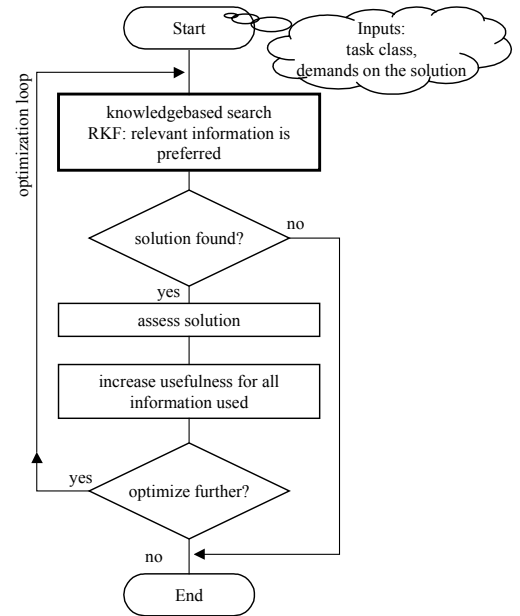 Start
Inputs:
task class,
demands on the solution
optimization loop
knowledgebased search
RKF: relevant information is
preferred
no
solution found?
yes
assess solution
increase usefulness for all
information used
yes
optimize further?
no
End